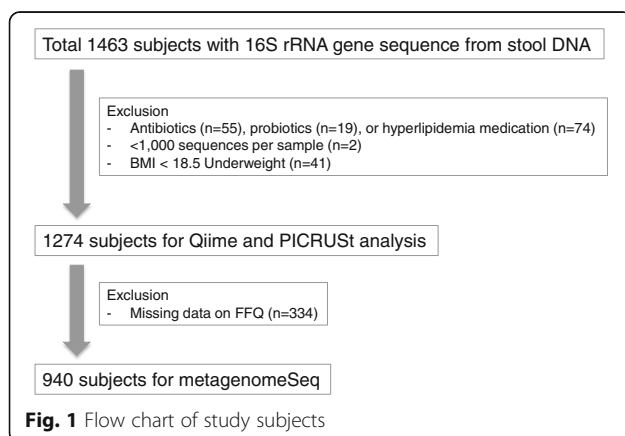 Total 1463 subjects with 16S rRNA gene sequence from stool DNA
Exclusion
- Antibiotics (n=55), probiotics (n=19), or hyperlipidemia medication (n=74)
- <1,000 sequences per sample (n=2)
- BMI < 18.5 Underweight (n=41)
1274 subjects for Qiime and PICRUSt analysis
Exclusion
- Missing data on FFQ (n=334)
940 subjects for metagenomeSeq
Fig. 1 Flow chart of study subjects